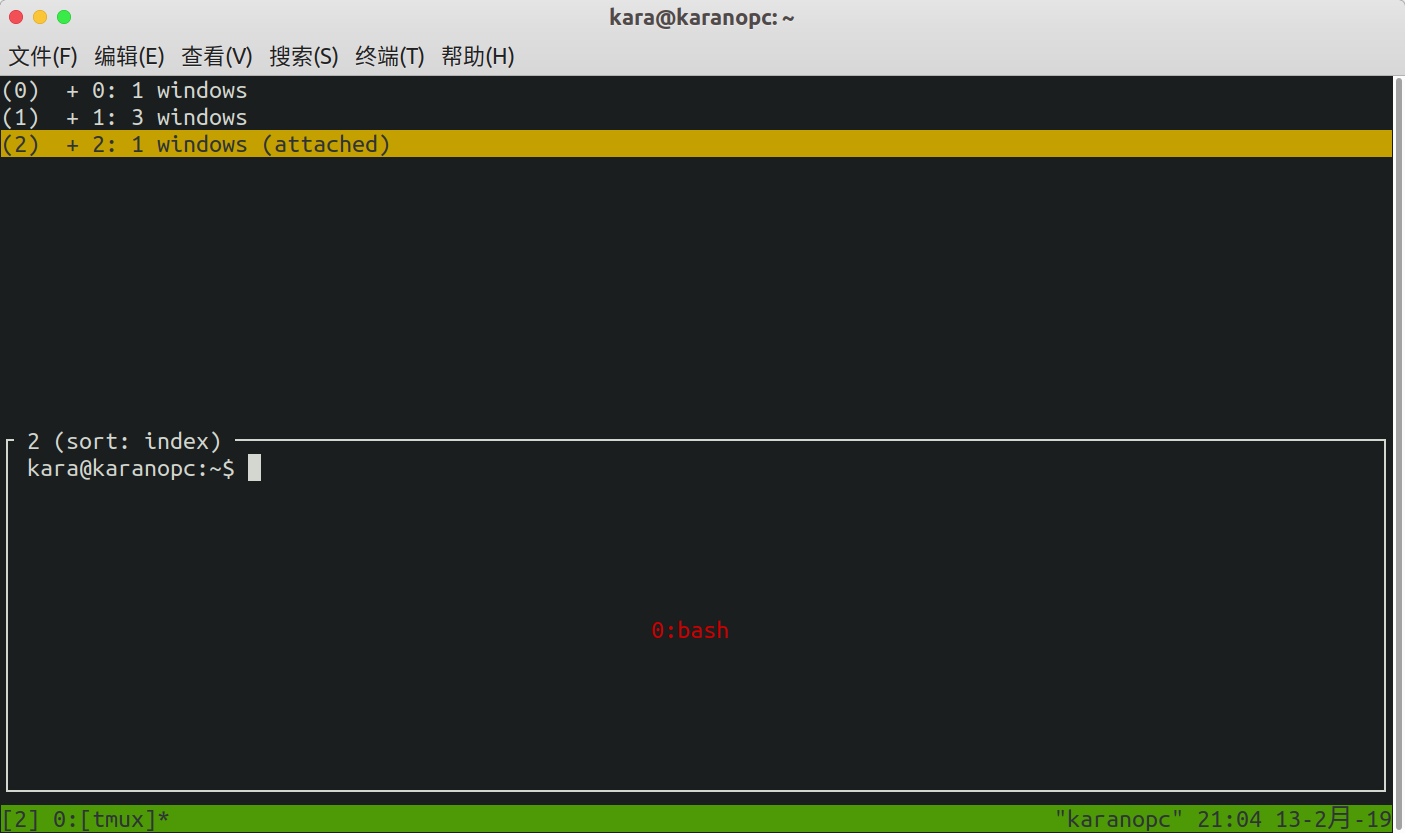 kara@karanopc: ~
文件(F) 编辑(E) 查看(V) 搜索(S) 终端(T) 帮助(H)
(0)  + 0: 1 windows
(1)  + 1: 3 windows
(2)  + 2: 1 windows (attached)
2 (sort: index)
kara@karanopc:~$
0:bash
[2] 0:[tmux]* "karanopc" 21:04 13-2月-19